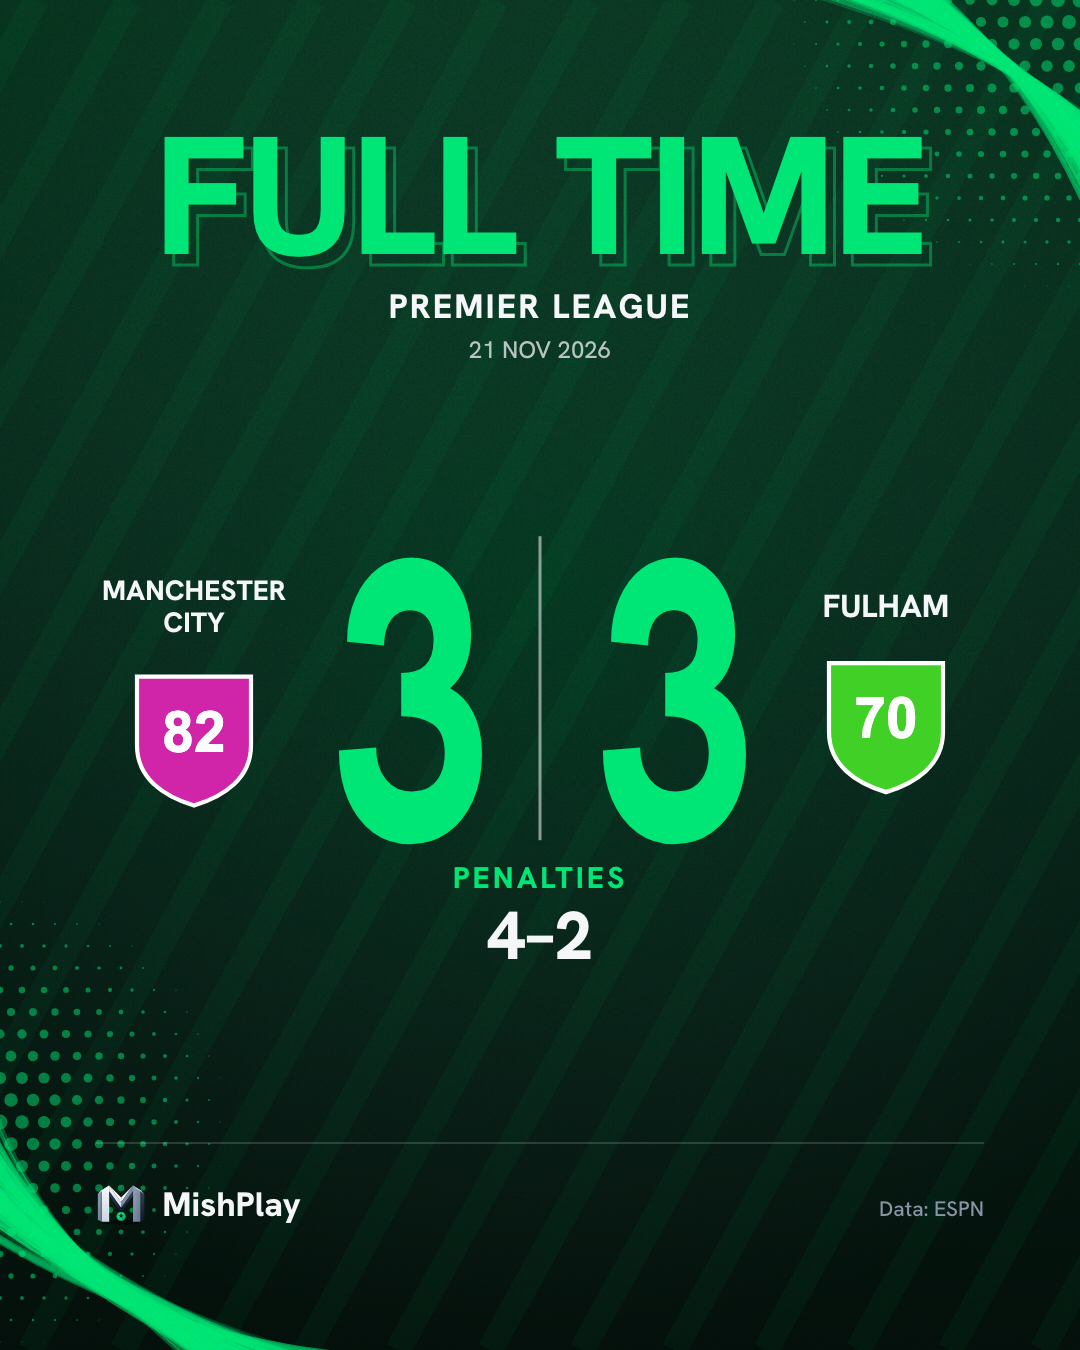 FULL TIME
PREMIER LEAGUE
21 NOV 2026
MANCHESTER
CITY
82
3
3
FULHAM
70
PENALTIES
4–2
MishPlay
Data: ESPN